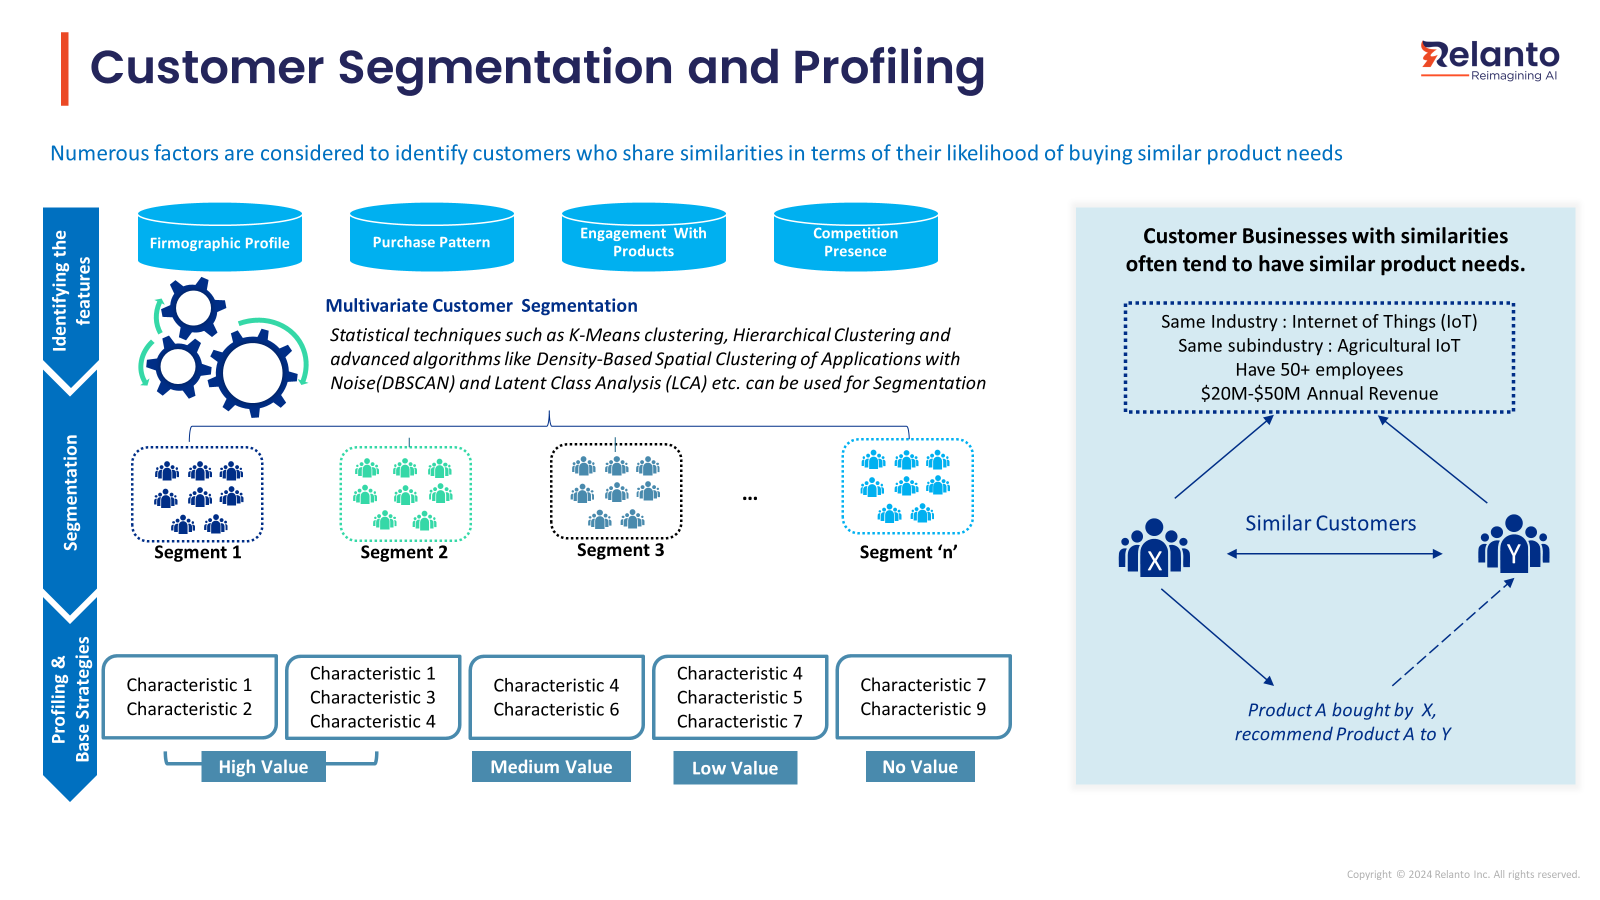 Customer Segmentation and Profiling
Relanto
Reimagining AI
Numerous factors are considered to identify customers who share similarities in terms of their likelihood of buying similar product needs
Identifying the
features
Firmographic Profile
Purchase Pattern
Engagement With
Products
Competition
Presence
Multivariate Customer Segmentation
Statistical techniques such as K-Means clustering, Hierarchical Clustering and
advanced algorithms like Density-Based Spatial Clustering of Applications with
Noise(DBSCAN) and Latent Class Analysis (LCA) etc. can be used for Segmentation
Segmentation
Segment 1
Segment 2
Segment 3
...
Segment ‘n’
Profiling &
Base Strategies
Characteristic 1
Characteristic 2
Characteristic 1
Characteristic 3
Characteristic 4
Characteristic 4
Characteristic 6
Characteristic 4
Characteristic 5
Characteristic 7
Characteristic 7
Characteristic 9
High Value
Medium Value
Low Value
No Value
Customer Businesses with similarities
often tend to have similar product needs.
Same Industry : Internet of Things (IoT)
Same subindustry : Agricultural IoT
Have 50+ employees
$20M-$50M Annual Revenue
Similar Customers
X
Y
Product A bought by X,
recommend Product A to Y
Copyright © 2024 Relanto Inc. All rights reserved.